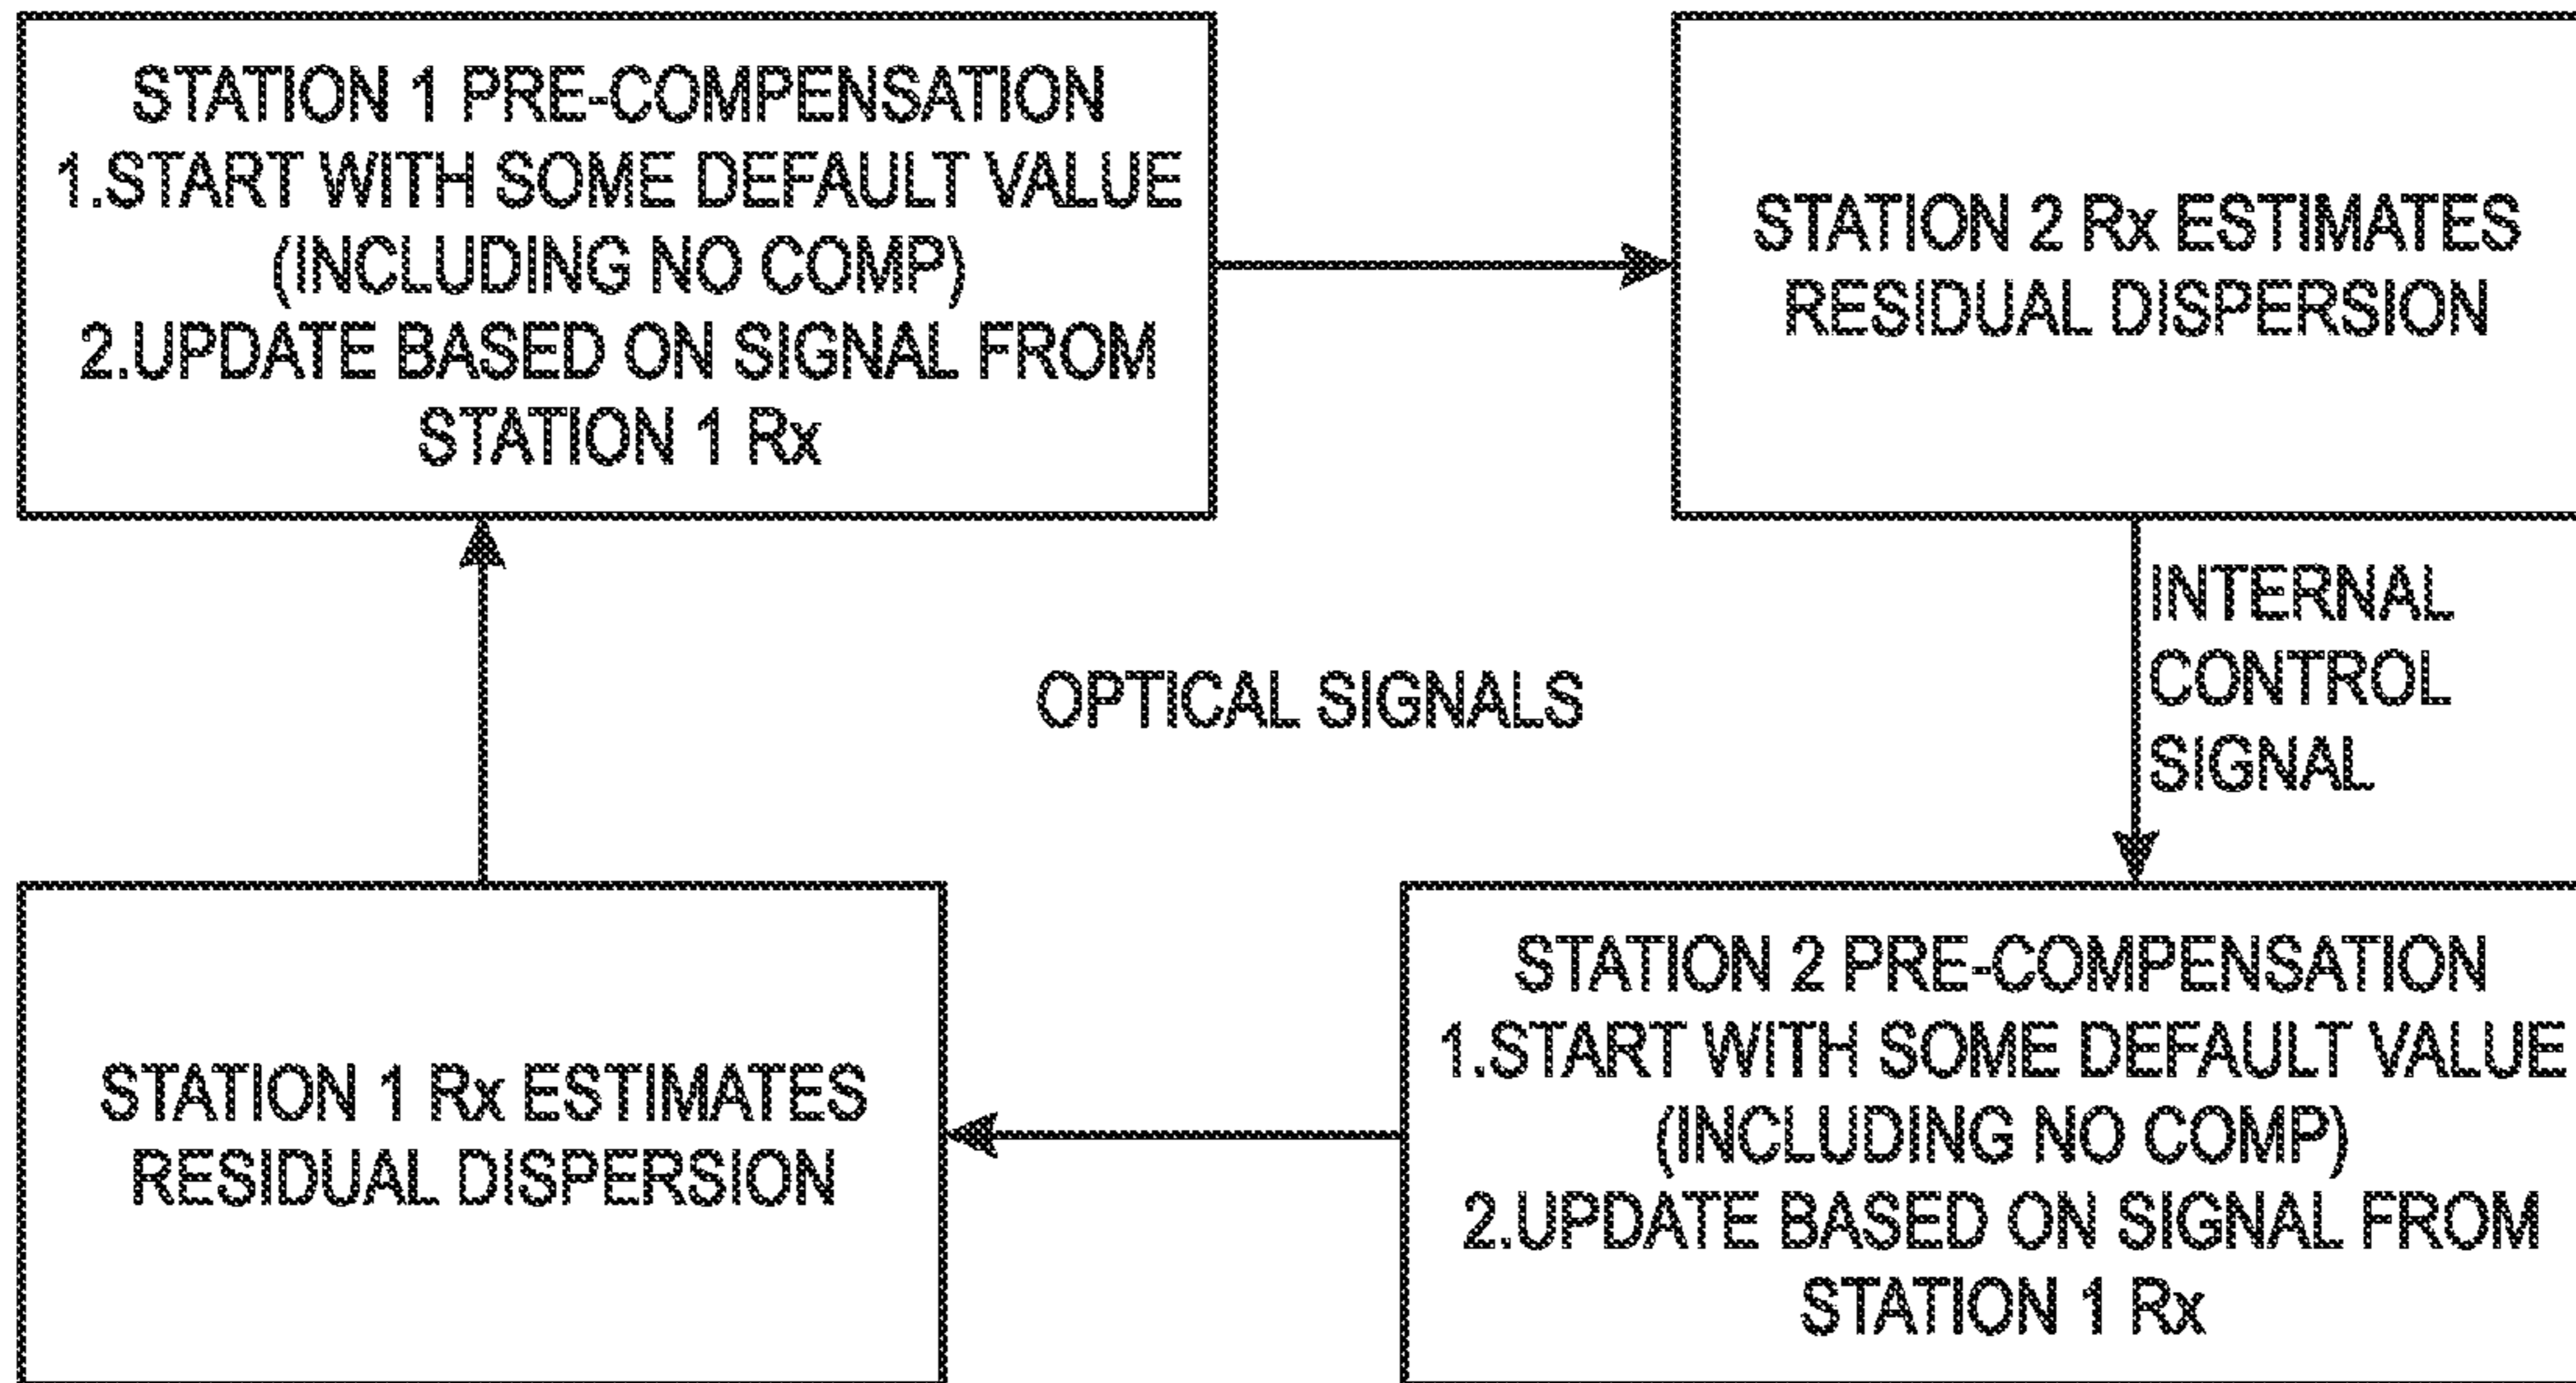 STATION 1 PRE-COMPENSATION
1.START WITH SOME DEFAULT VALUE
(INCLUDING NO COMP)
2.UPDATE BASED ON SIGNAL FROM
STATION 1 Rx
STATION 2 Rx ESTIMATES
RESIDUAL DISPERSION
INTERNAL
CONTROL
SIGNAL
OPTICAL SIGNALS
STATION 1 Rx ESTIMATES
RESIDUAL DISPERSION
STATION 2 PRE-COMPENSATION
1.START WITH SOME DEFAULT VALUE
(INCLUDING NO COMP)
2.UPDATE BASED ON SIGNAL FROM
STATION 1 Rx